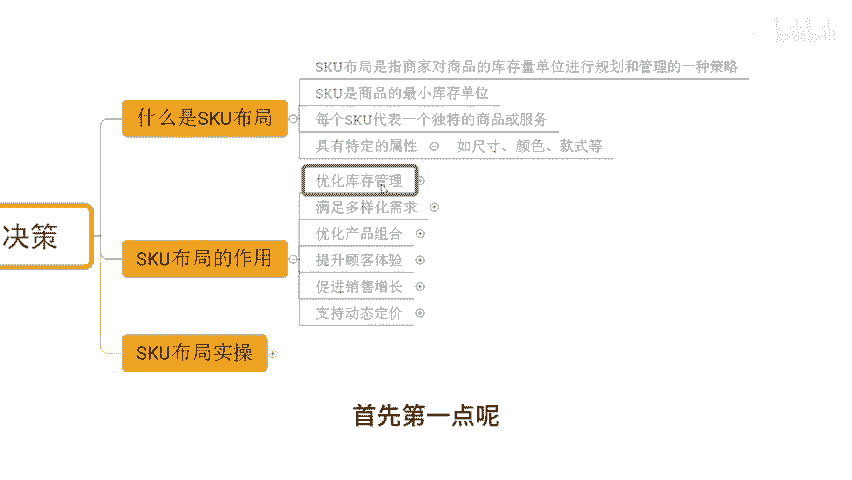 SKU布局是指商家对商品的库存量单位进行规划和管理的一种策略
SKU是商品的最小库存单位
什么是SKU布局
每个SKU代表一个独特的商品或服务
具有特定的属性
如尺寸、颜色、款式等
优化库存管理
满足多样化需求
决策
优化产品组合
SKU布局的作用
提升顾客体验
促进销售增长
支持动态定价
SKU布局实操
首先第一点呢